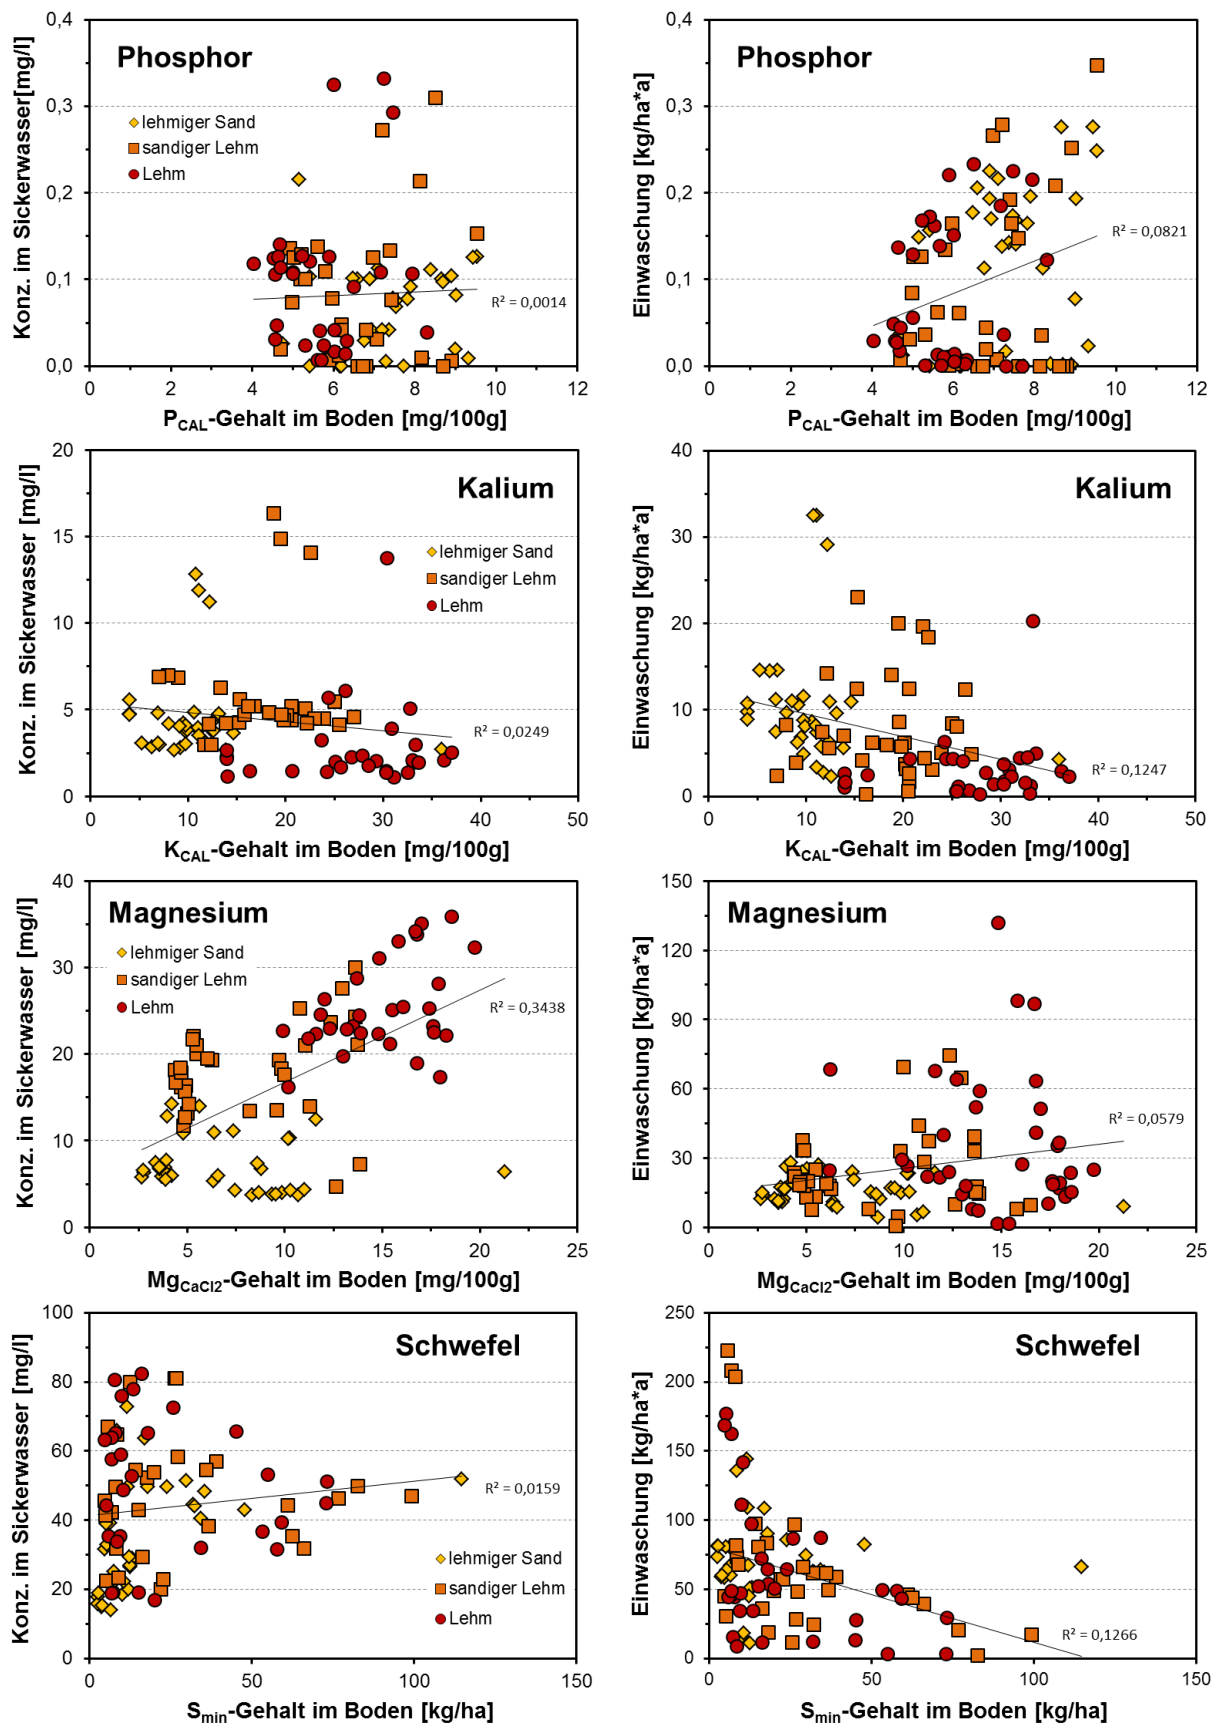 Phosphor
Konz. im Sickerwasser[mg/l]
0,4
0,3
0,2
0,1
0,0
lehmiger Sand
sandiger Lehm
Lehm
R² = 0,0014
0 2 4 6 8 10 12
P_CAL-Gehalt im Boden [mg/100g]
Phosphor
Einwaschung [kg/ha*a]
0,4
0,3
0,2
0,1
0,0
R² = 0,0821
0 2 4 6 8 10 12
P_CAL-Gehalt im Boden [mg/100g]
Kalium
Konz. im Sickerwasser [mg/l]
20
15
10
5
0
lehmiger Sand
sandiger Lehm
Lehm
R² = 0,0249
0 10 20 30 40 50
K_CAL-Gehalt im Boden [mg/100g]
Kalium
Einwaschung [kg/ha*a]
40
30
20
10
0
R² = 0,1247
0 10 20 30 40 50
K_CAL-Gehalt im Boden [mg/100g]
Magnesium
Konz. im Sickerwasser [mg/l]
40
30
20
10
0
lehmiger Sand
sandiger Lehm
Lehm
R² = 0,3438
0 5 10 15 20 25
Mg_CaCl2-Gehalt im Boden [mg/100g]
Magnesium
Einwaschung [kg/ha*a]
150
120
90
60
30
0
R² = 0,0579
0 5 10 15 20 25
Mg_CaCl2-Gehalt im Boden [mg/100g]
Schwefel
Konz. im Sickerwasser [mg/l]
100
80
60
40
20
0
R² = 0,0159
lehmiger Sand
sandiger Lehm
Lehm
0 50 100 150
S_min-Gehalt im Boden [kg/ha]
Schwefel
Einwaschung [kg/ha*a]
250
200
150
100
50
0
R² = 0,1266
0 50 100 150
S_min-Gehalt im Boden [kg/ha]